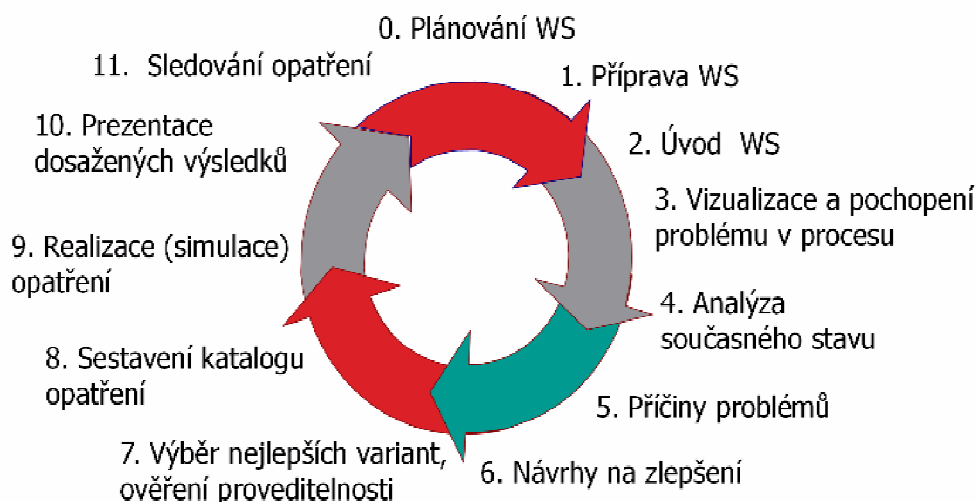 0. Plánování WS
1. Příprava WS
2. Úvod WS
3. Vizualizace a pochopení
problému v procesu
4. Analýza
současného stavu
5. Příčiny problémů
6. Návrhy na zlepšení
7. Výběr nejlepších variant,
ověření proveditelnosti
8. Sestavení katalogu
opatření
9. Realizace (simulace)
opatření
10. Prezentace
dosažených výsledků
11. Sledování opatření